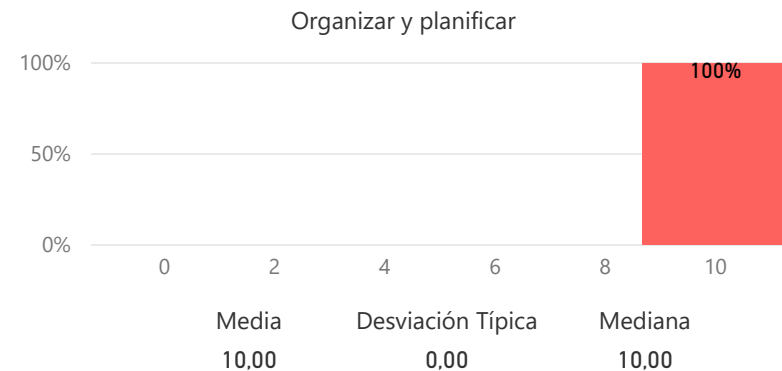 Organizar y planificar
100%
100%
50%
0%
0 2 4 6 8 10
Media Desviación Típica Mediana
10,00 0,00 10,00